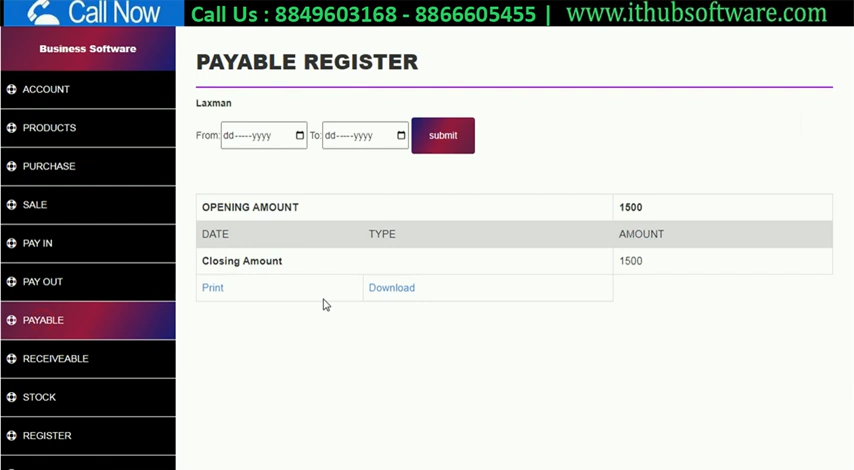 Call Now
Call Us : 8849603168 - 8866605455 | www.ithubsoftware.com
Business Software
ACCOUNT
PRODUCTS
PURCHASE
SALE
PAY IN
PAY OUT
PAYABLE
RECEIVEABLE
STOCK
REGISTER
PAYABLE REGISTER
Laxman
From: dd-----yyyy To: dd-----yyyy submit
OPENING AMOUNT 1500
DATE TYPE AMOUNT
Closing Amount 1500
Print Download